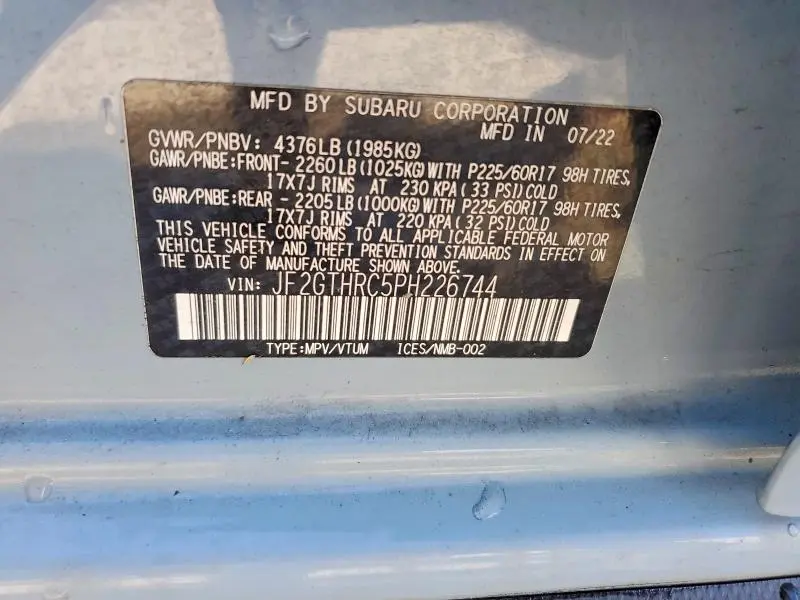 MFD BY SUBARU CORPORATION
MFD IN 07/22
GVWR/PNBV: 4376LB(1985KG)
GAWR/PNBE:FRONT- 2260LB(1025KG)WITH P225/60R17 98H TIRES,
17X7J RIMS AT 230 KPA(33 PSI)COLD
GAWR/PNBE:REAR - 2205LB(1000KG)WITH P225/60R17 98H TIRES,
17X7J RIMS AT 220 KPA(32 PSI)COLD
THIS VEHICLE CONFORMS TO ALL APPLICABLE FEDERAL MOTOR
VEHICLE SAFETY AND THEFT PREVENTION STANDARDS IN EFFECT ON
THE DATE OF MANUFACTURE SHOWN ABOVE.
VIN: JF2GTHRC5PH226744
TYPE:MPV/VTUM ICES/NMB-002